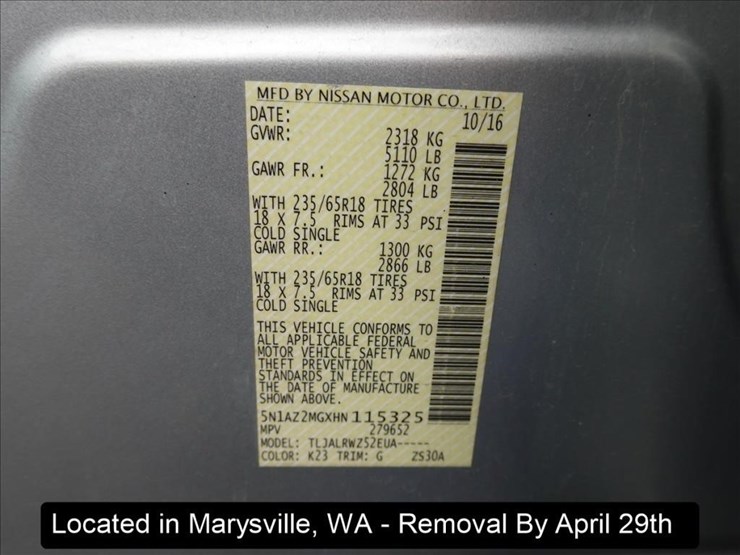 MFD BY NISSAN MOTOR CO., LTD.
DATE: 10/16
GVWR: 2318 KG
5110 LB
GAWR FR.: 1272 KG
2804 LB
WITH 235/65R18 TIRES
18 X 7.5 RIMS AT 33 PSI
COLD SINGLE
GAWR RR.: 1300 KG
2866 LB
WITH 235/65R18 TIRES
18 X 7.5 RIMS AT 33 PSI
COLD SINGLE
THIS VEHICLE CONFORMS TO
ALL APPLICABLE FEDERAL
MOTOR VEHICLE SAFETY AND
THEFT PREVENTION
STANDARDS IN EFFECT ON
THE DATE OF MANUFACTURE
SHOWN ABOVE.
5N1AZ2MGXHN115325
MPV 279652
MODEL: TLJALRWZ52EUA-----
COLOR: K23 TRIM: G ZS30A
Located in Marysville, WA - Removal By April 29th